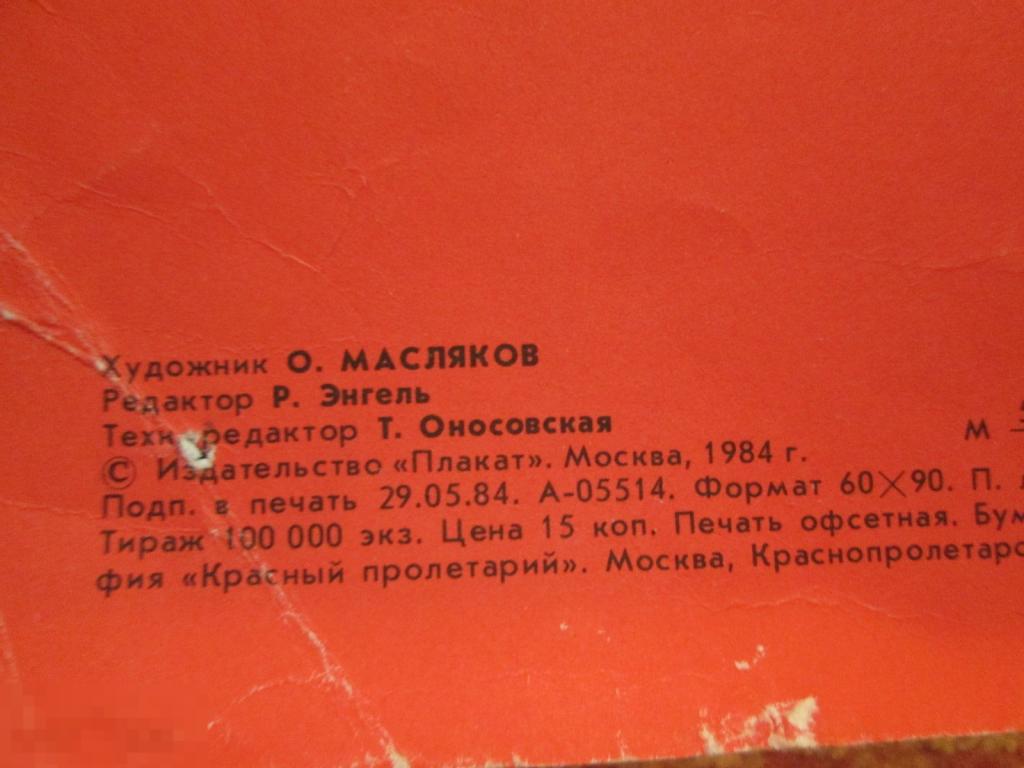 Художник О. МАСЛЯКОВ
Редактор Р. Энгель
Техн. редактор Т. Оносовская
М
© Издательство «Плакат». Москва, 1984 г.
Подп. в печать 29.05.84. А-05514. Формат 60×90. П.
Тираж 100 000 экз. Цена 15 коп. Печать офсетная.
фия «Красный пролетарий». Москва,